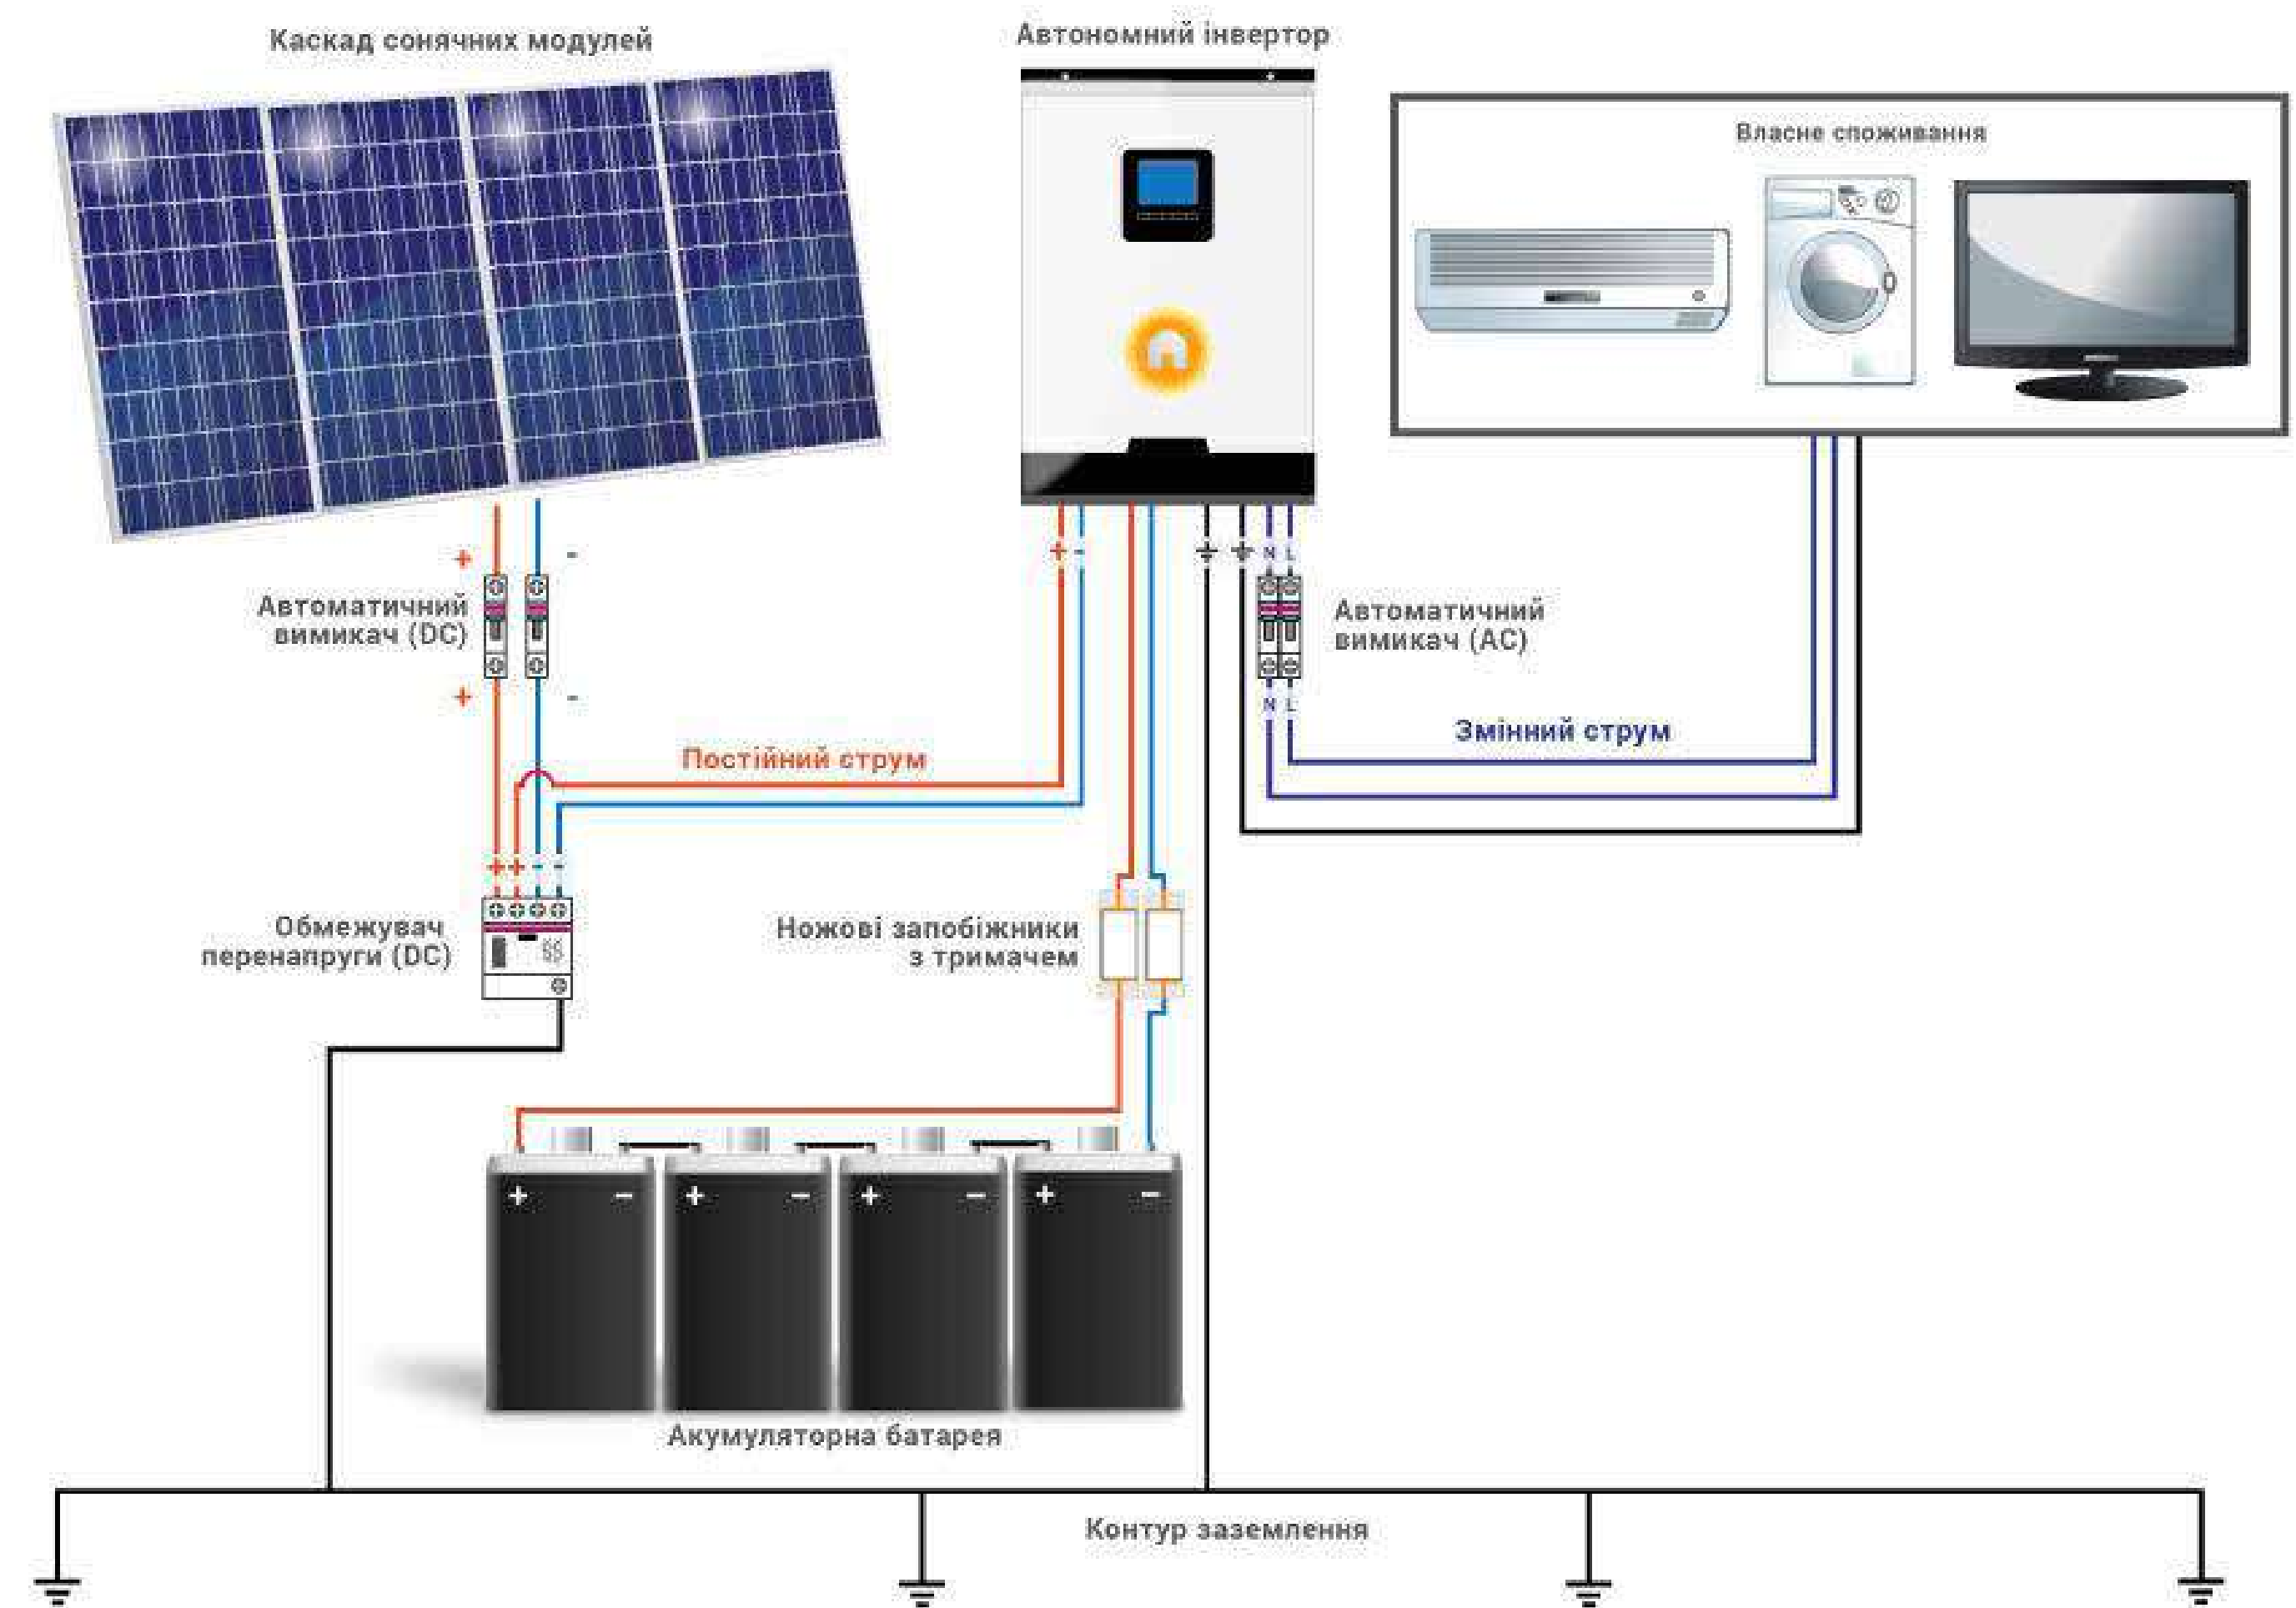 Каскад сонячних модулей
Автономний інвертор
Власне споживання
+ -
+ -
N L
Автоматичний
вимикач (DC)
Автоматичний
вимикач (AC)
+ -
N L
Постійний струм
Змінний струм
+ + - -
Обмежувач
перенапруги (DC)
Ножові запобіжники
з тримачем
+ − + − + − + −
Акумуляторна батарея
Контур заземлення